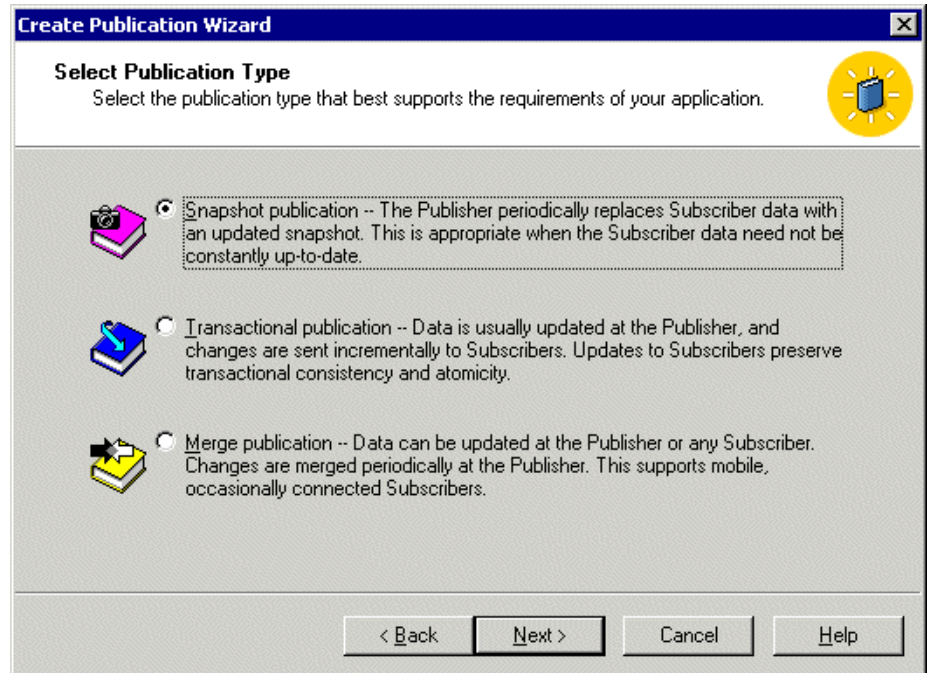 Create Publication Wizard
Select Publication Type
Select the publication type that best supports the requirements of your application.
Snapshot publication -- The Publisher periodically replaces Subscriber data with
an updated snapshot. This is appropriate when the Subscriber data need not be
constantly up-to-date.
Transactional publication -- Data is usually updated at the Publisher, and
changes are sent incrementally to Subscribers. Updates to Subscribers preserve
transactional consistency and atomicity.
Merge publication -- Data can be updated at the Publisher or any Subscriber.
Changes are merged periodically at the Publisher. This supports mobile,
occasionally connected Subscribers.
< Back Next > Cancel Help